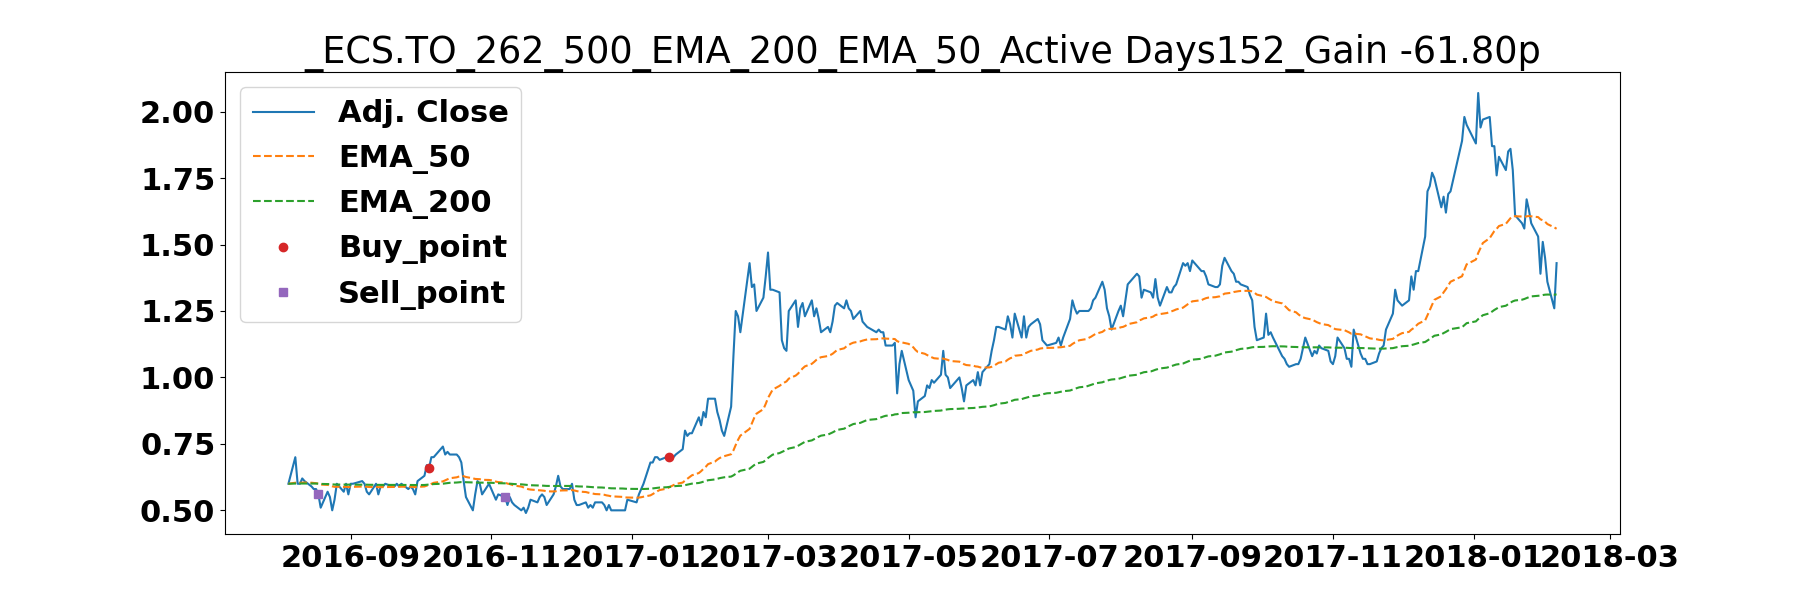 _ECS.TO_262_500_EMA_200_EMA_50_Active Days152_Gain -61.80p
Adj. Close
EMA_50
EMA_200
Buy_point
Sell_point
2.00
1.75
1.50
1.25
1.00
0.75
0.50
2016-09 2016-11 2017-01 2017-03 2017-05 2017-07 2017-09 2017-11 2018-01 2018-03